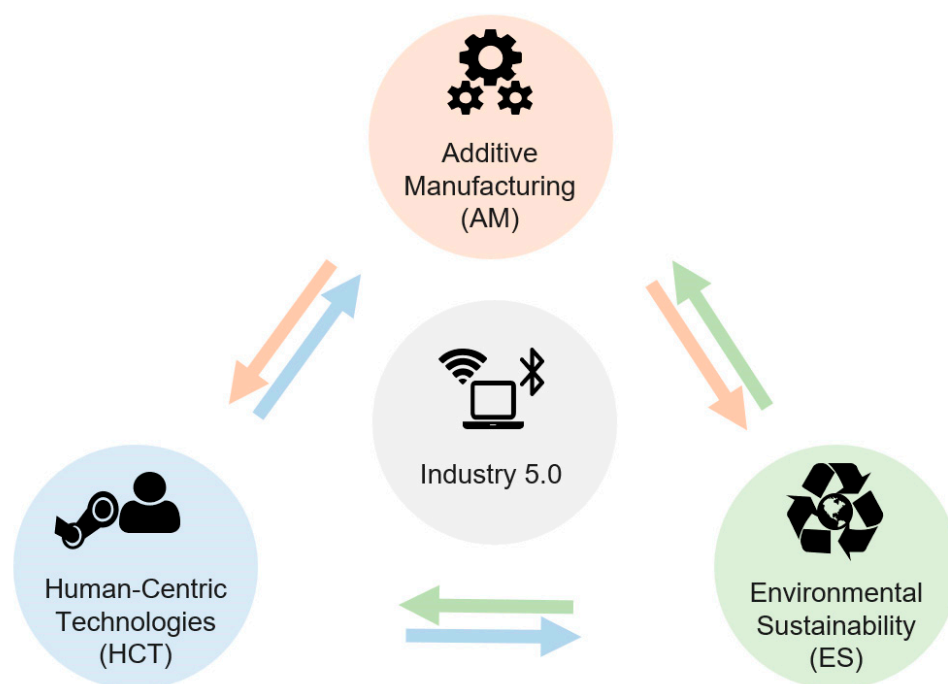 Additive
Manufacturing
(AM)
Industry 5.0
Human-Centric
Technologies
(HCT)
Environmental
Sustainability
(ES)